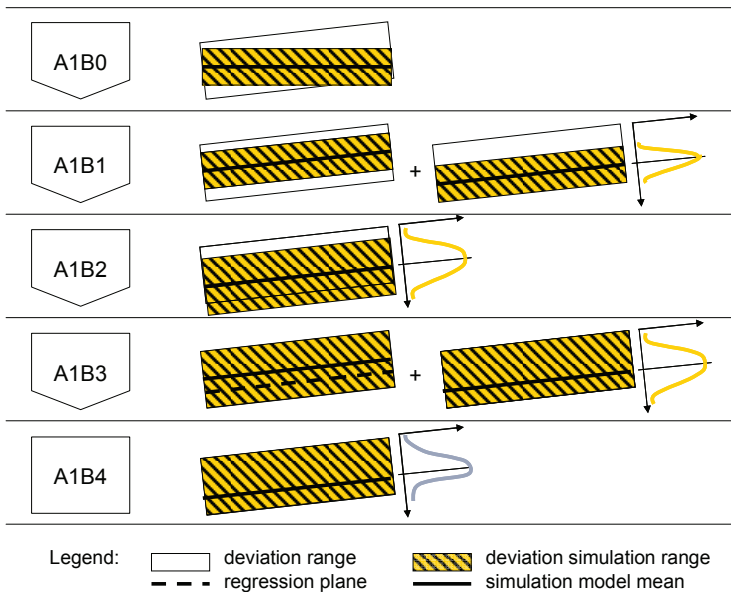 A1B0
A1B1
+
A1B2
A1B3
+
A1B4
Legend:
deviation range
deviation simulation range
regression plane
simulation model mean